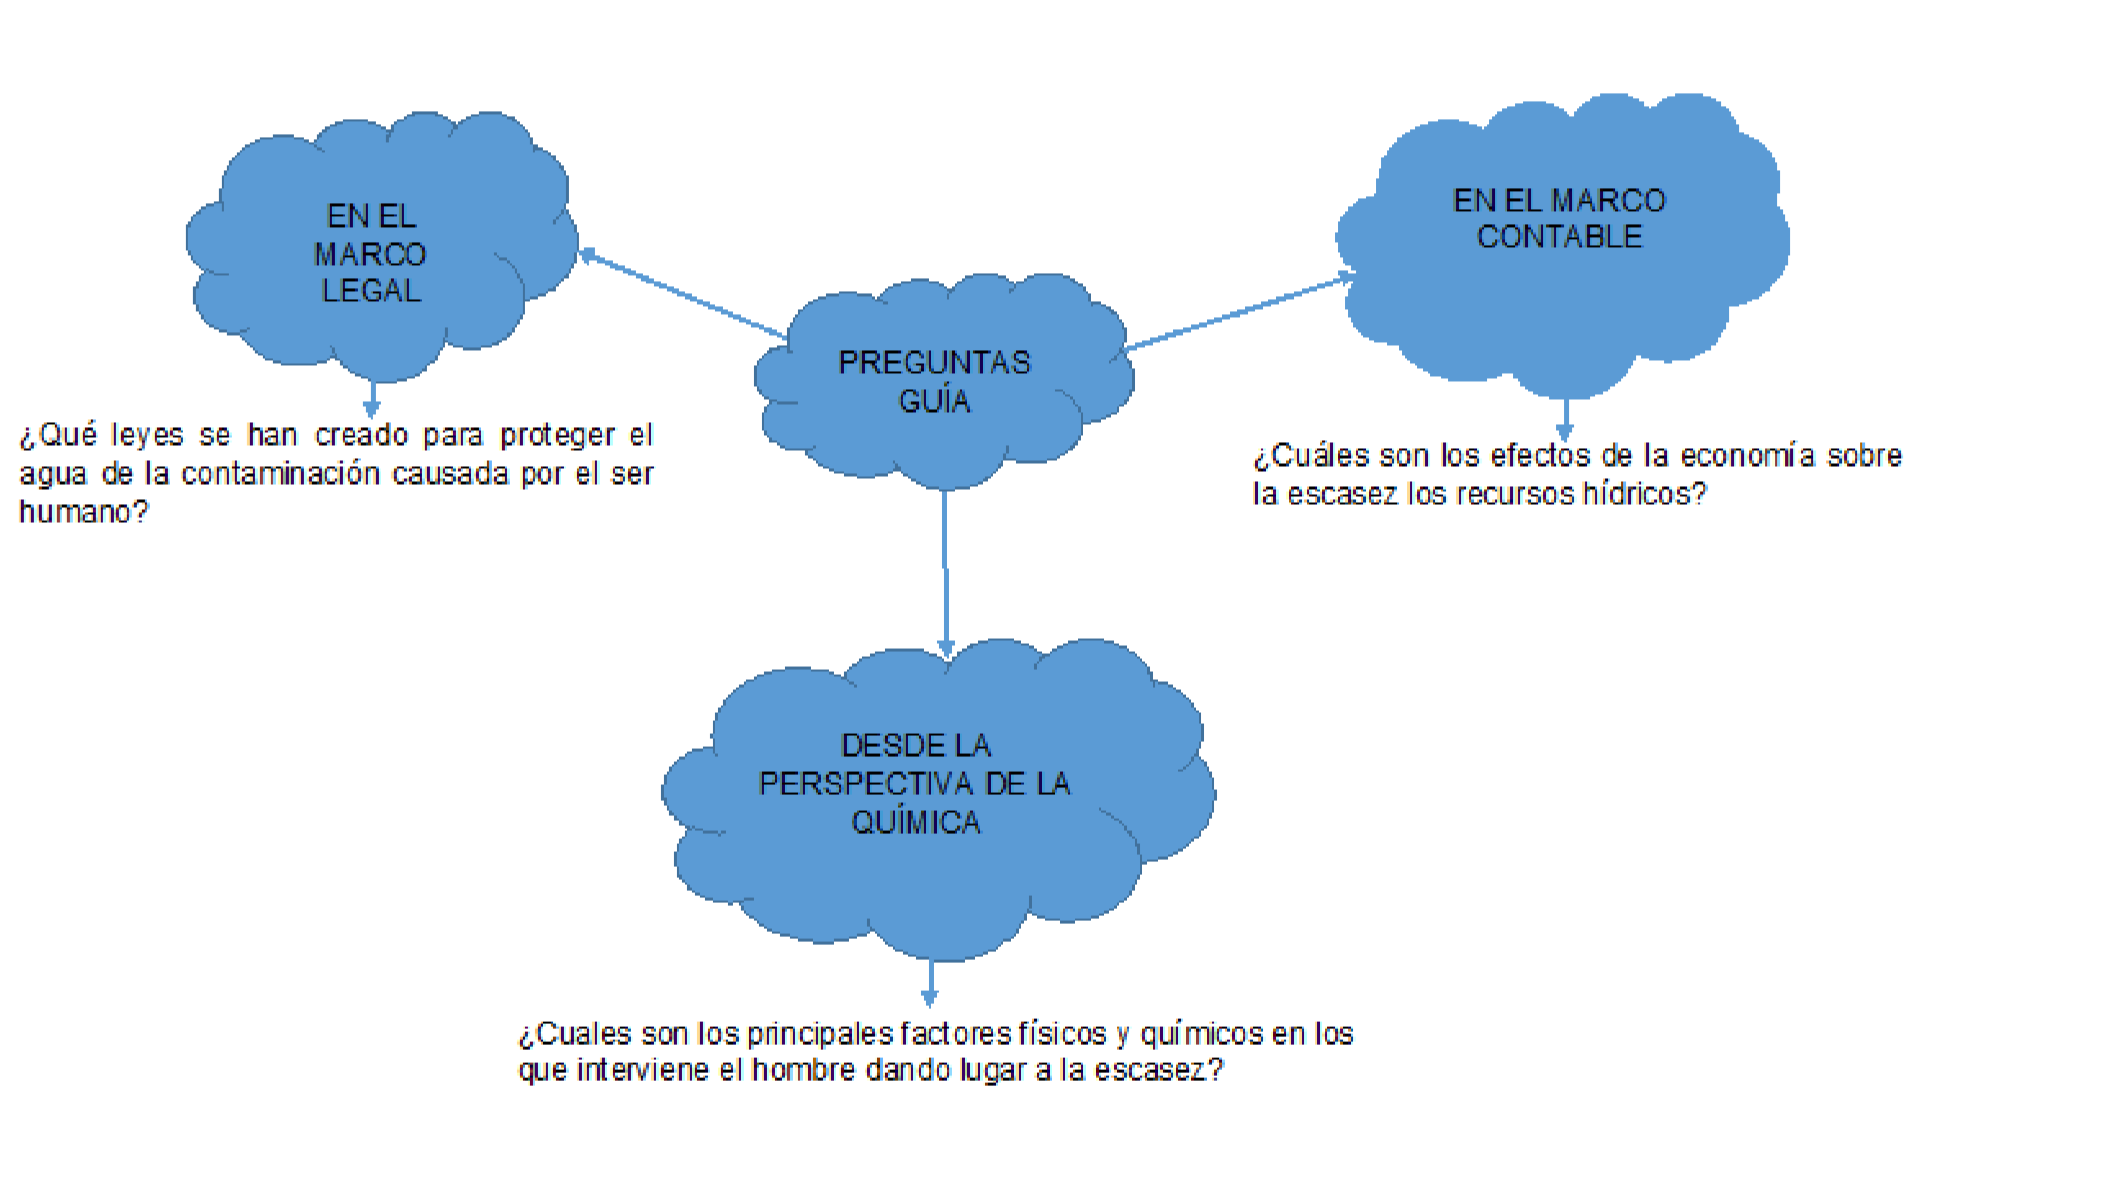 EN EL
MARCO
LEGAL
¿Qué leyes se han creado para proteger el
agua de la contaminación causada por el ser
humano?
PREGUNTAS
GUÍA
EN EL MARCO
CONTABLE
¿Cuáles son los efectos de la economía sobre
la escasez los recursos hídricos?
DESDE LA
PERSPECTIVA DE LA
QUÍMICA
¿Cuales son los principales factores físicos y químicos en los
que interviene el hombre dando lugar a la escasez?